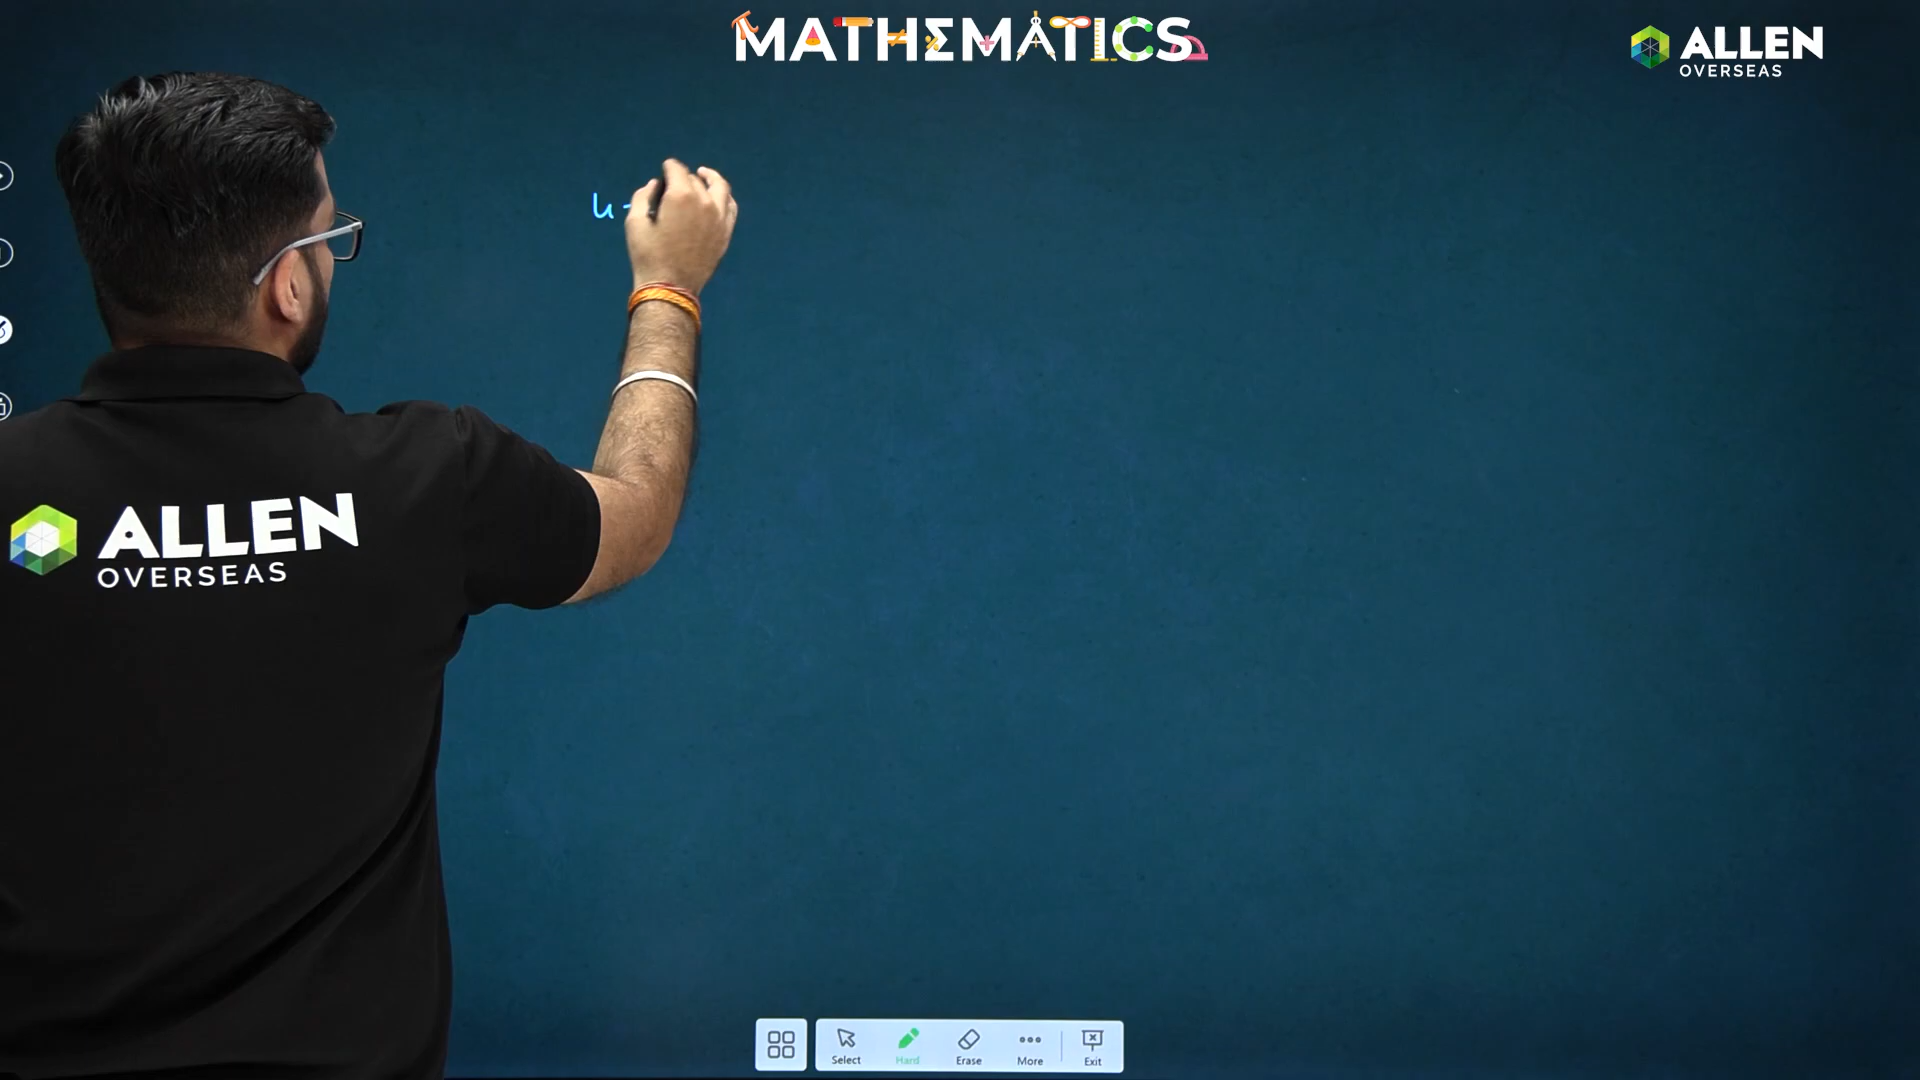 MATHEMATICS
ALLEN
OVERSEAS
u -
ALLEN
OVERSEAS
Select
Hard
Erase
More
Exit